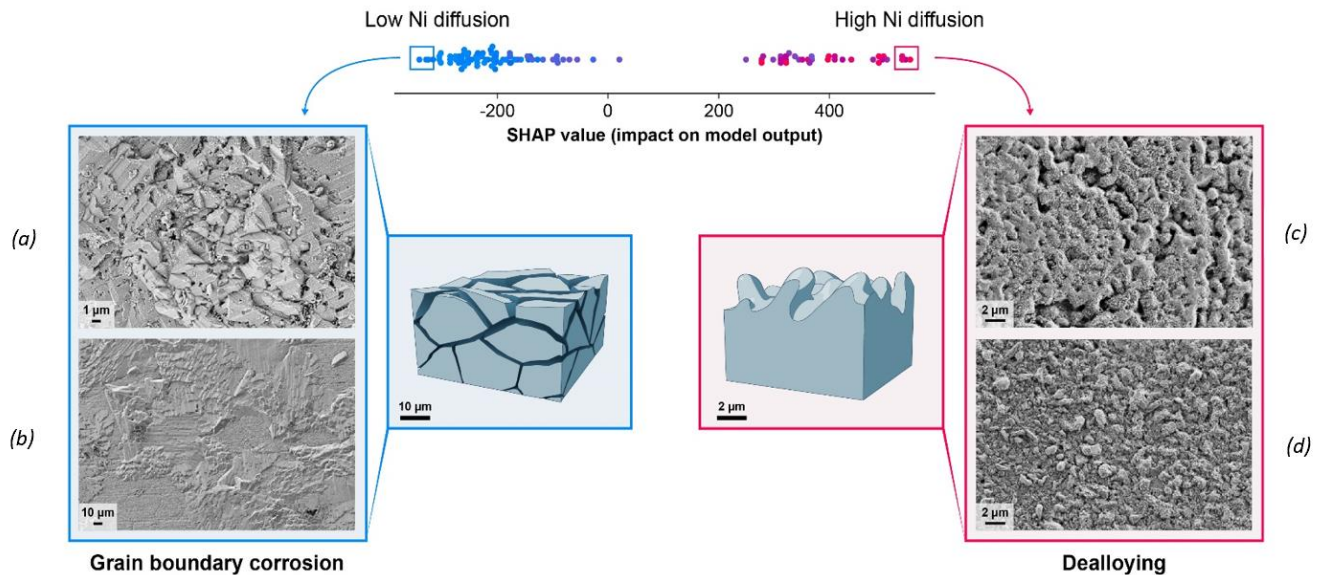 Low Ni diffusion
High Ni diffusion
-200
0
200
400
SHAP value (impact on model output)
(a)
1 µm
(b)
10 µm
10 µm
2 µm
(c)
2 µm
(d)
2 µm
Grain boundary corrosion
Dealloying